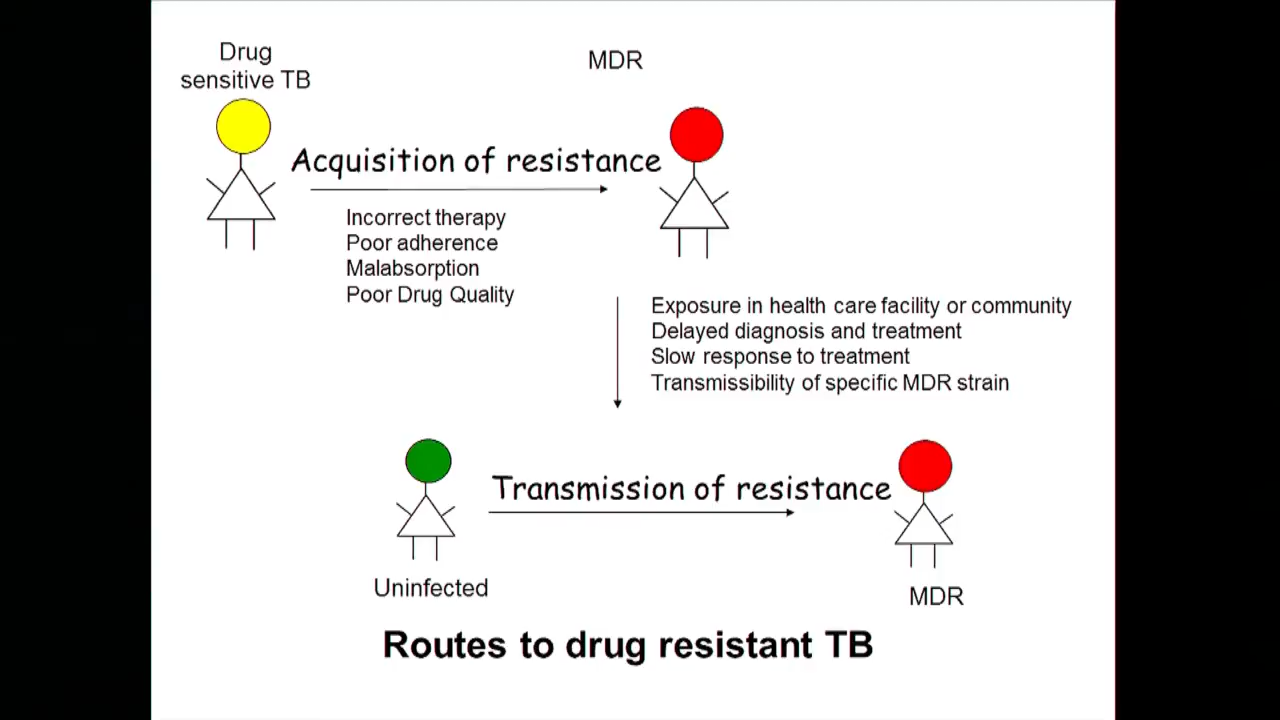 Drug
sensitive TB
MDR
Acquisition of resistance
Incorrect therapy
Poor adherence
Malabsorption
Poor Drug Quality
Exposure in health care facility or community
Delayed diagnosis and treatment
Slow response to treatment
Transmissibility of specific MDR strain
Transmission of resistance
Uninfected
MDR
Routes to drug resistant TB